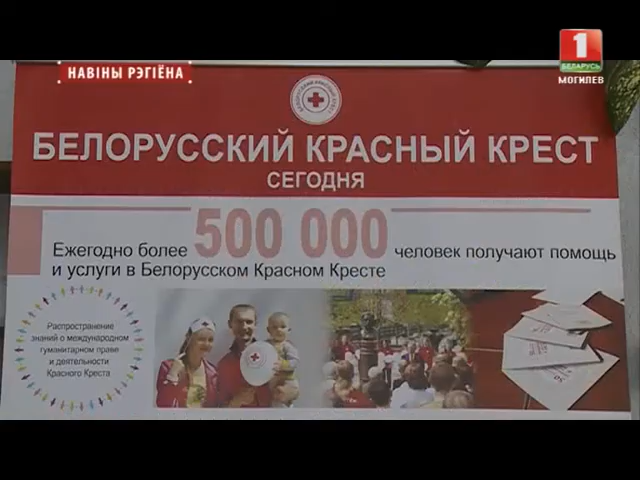 НАВІНЫ РЭГІЁНА
1
БЕЛАРУСЬ
МОГИЛЕВ
БЕЛОРУССКИЙ КРАСНЫЙ КРЕСТ
СЕГОДНЯ
Ежегодно более 500 000 человек получают помощь
и услуги в Белорусском Красном Кресте
Распространение
знаний о международном
гуманитарном праве
и деятельности
Красного Креста